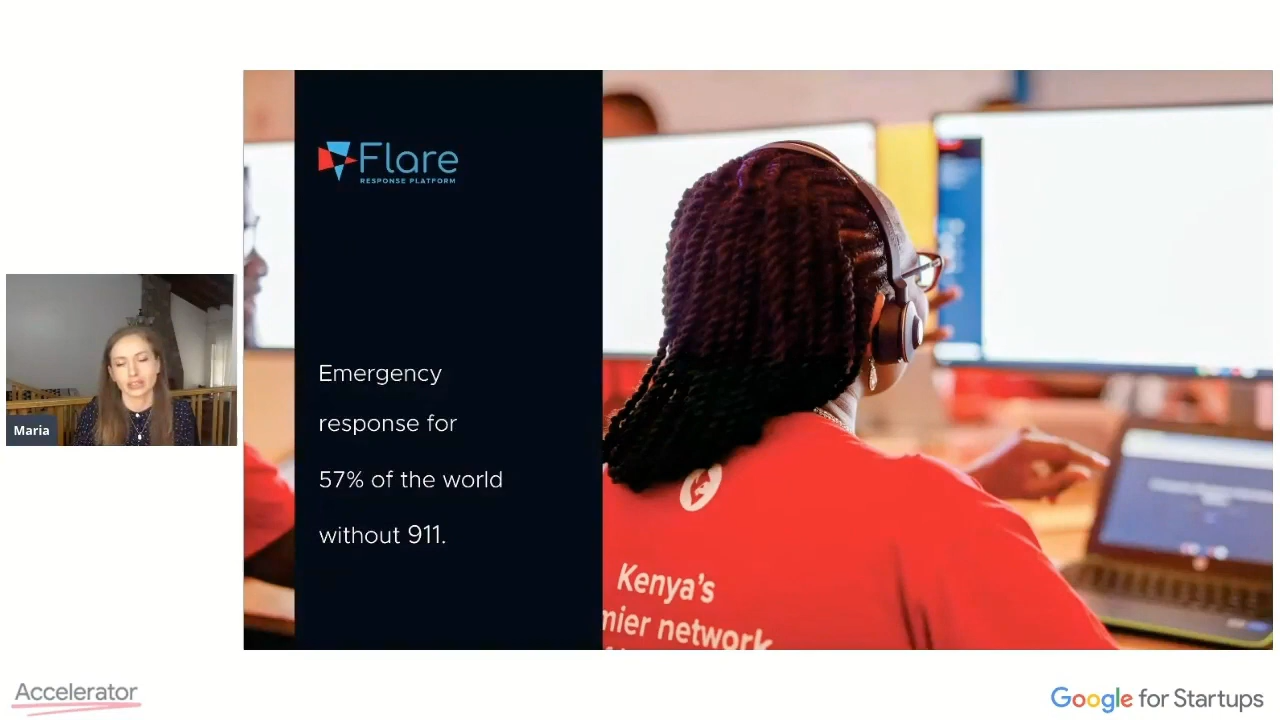 Flare
RESPONSE PLATFORM
Emergency
response for
57% of the world
without 911.
Maria
Kenya's
mier network
Accelerator
Google for Startups